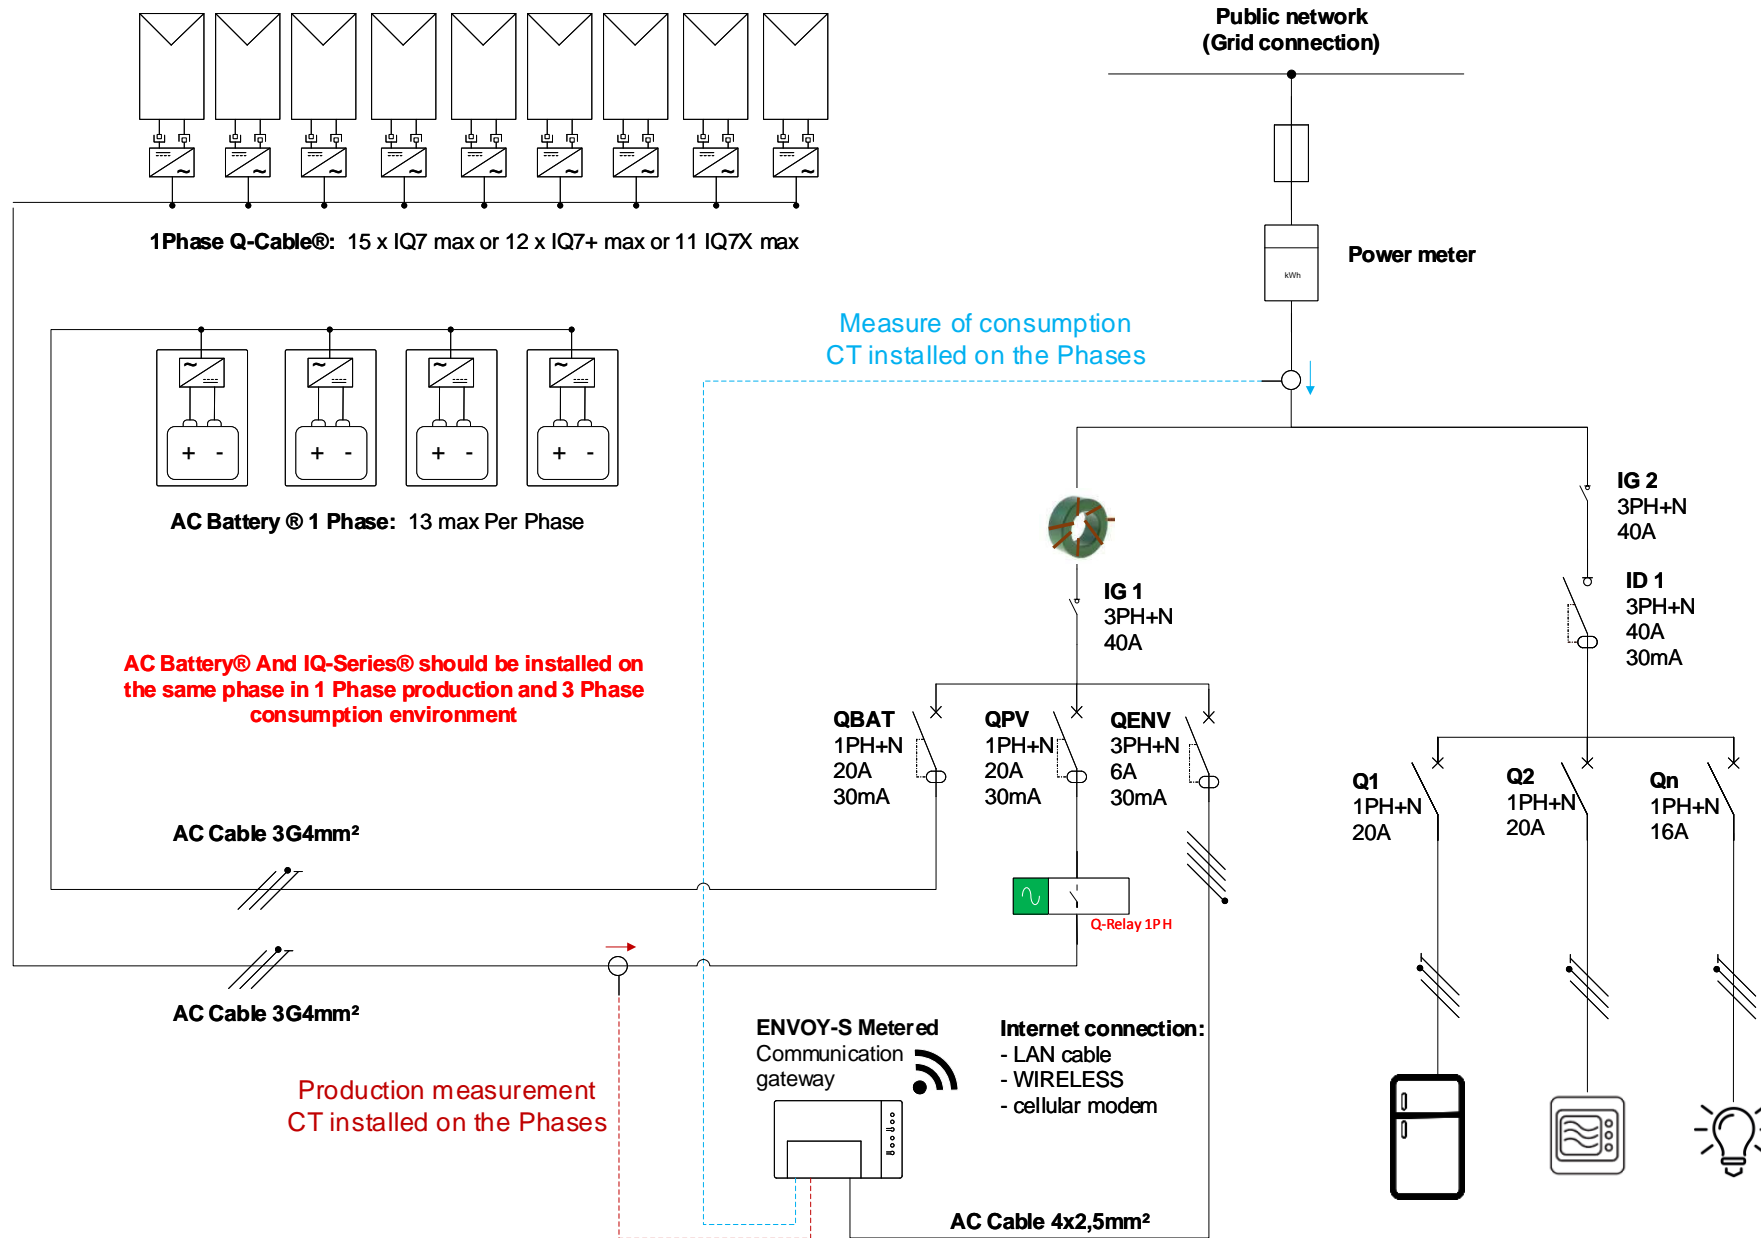 Public network
(Grid connection)
1Phase Q-Cable®: 15 x IQ7 max or 12 x IQ7+ max or 11 IQ7X max
kWh
Power meter
Measure of consumption
CT installed on the Phases
+ -
+ -
+ -
+ -
AC Battery ® 1 Phase: 13 max Per Phase
IG 2
3PH+N
40A
ID 1
3PH+N
40A
30mA
IG 1
3PH+N
40A
AC Battery® And IQ-Series® should be installed on
the same phase in 1 Phase production and 3 Phase
consumption environment
QBAT
1PH+N
20A
30mA
QPV
1PH+N
20A
30mA
QENV
3PH+N
6A
30mA
Q1
1PH+N
20A
Q2
1PH+N
20A
Qn
1PH+N
16A
AC Cable 3G4mm²
Q-Relay 1PH
AC Cable 3G4mm²
ENVOY-S Metered
Communication
gateway
Internet connection:
- LAN cable
- WIRELESS
- cellular modem
Production measurement
CT installed on the Phases
AC Cable 4x2,5mm²